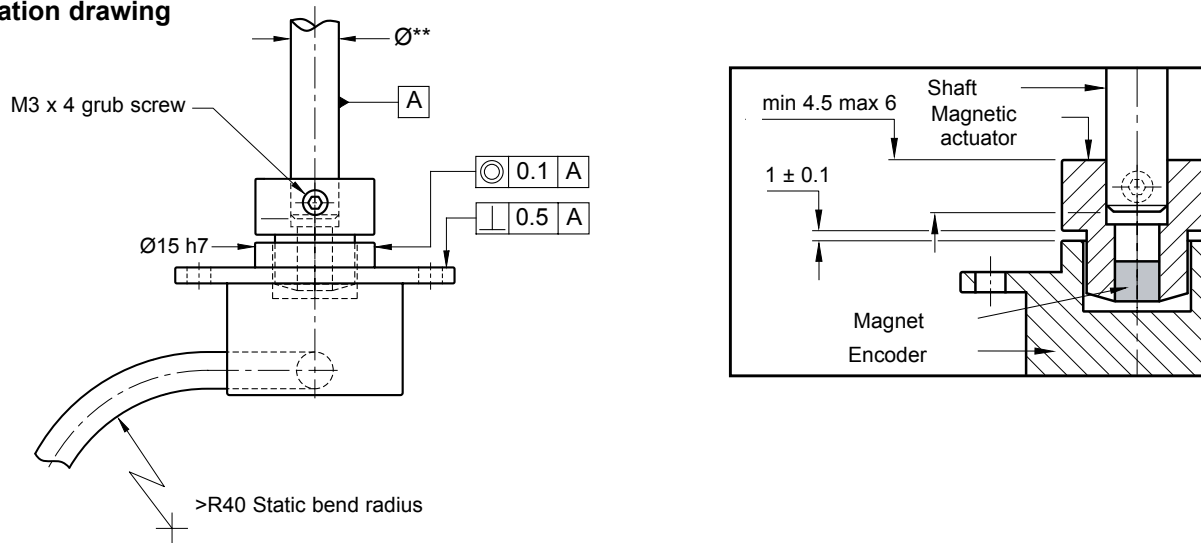 ation drawing
Ø**
M3 x 4 grub screw
A
◎ 0.1 A
⊥ 0.5 A
Ø15 h7
>R40 Static bend radius
min 4.5 max 6
1 ± 0.1
Shaft
Magnetic
actuator
Magnet
Encoder